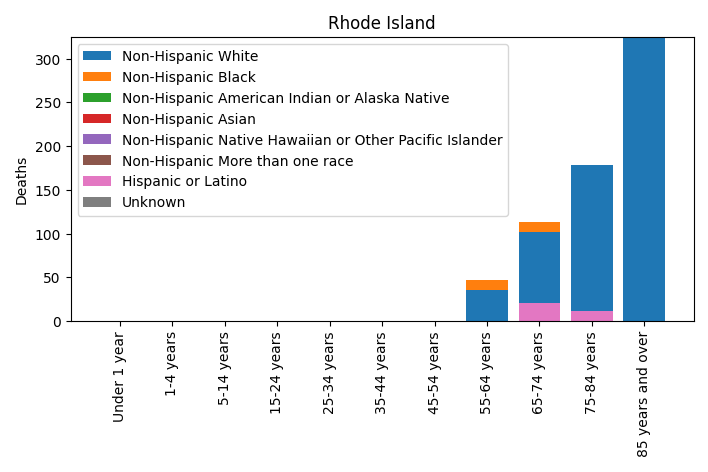 Rhode Island
Deaths
300
250
200
150
100
50
0
Non-Hispanic White
Non-Hispanic Black
Non-Hispanic American Indian or Alaska Native
Non-Hispanic Asian
Non-Hispanic Native Hawaiian or Other Pacific Islander
Non-Hispanic More than one race
Hispanic or Latino
Unknown
Under 1 year
1-4 years
5-14 years
15-24 years
25-34 years
35-44 years
45-54 years
55-64 years
65-74 years
75-84 years
85 years and over